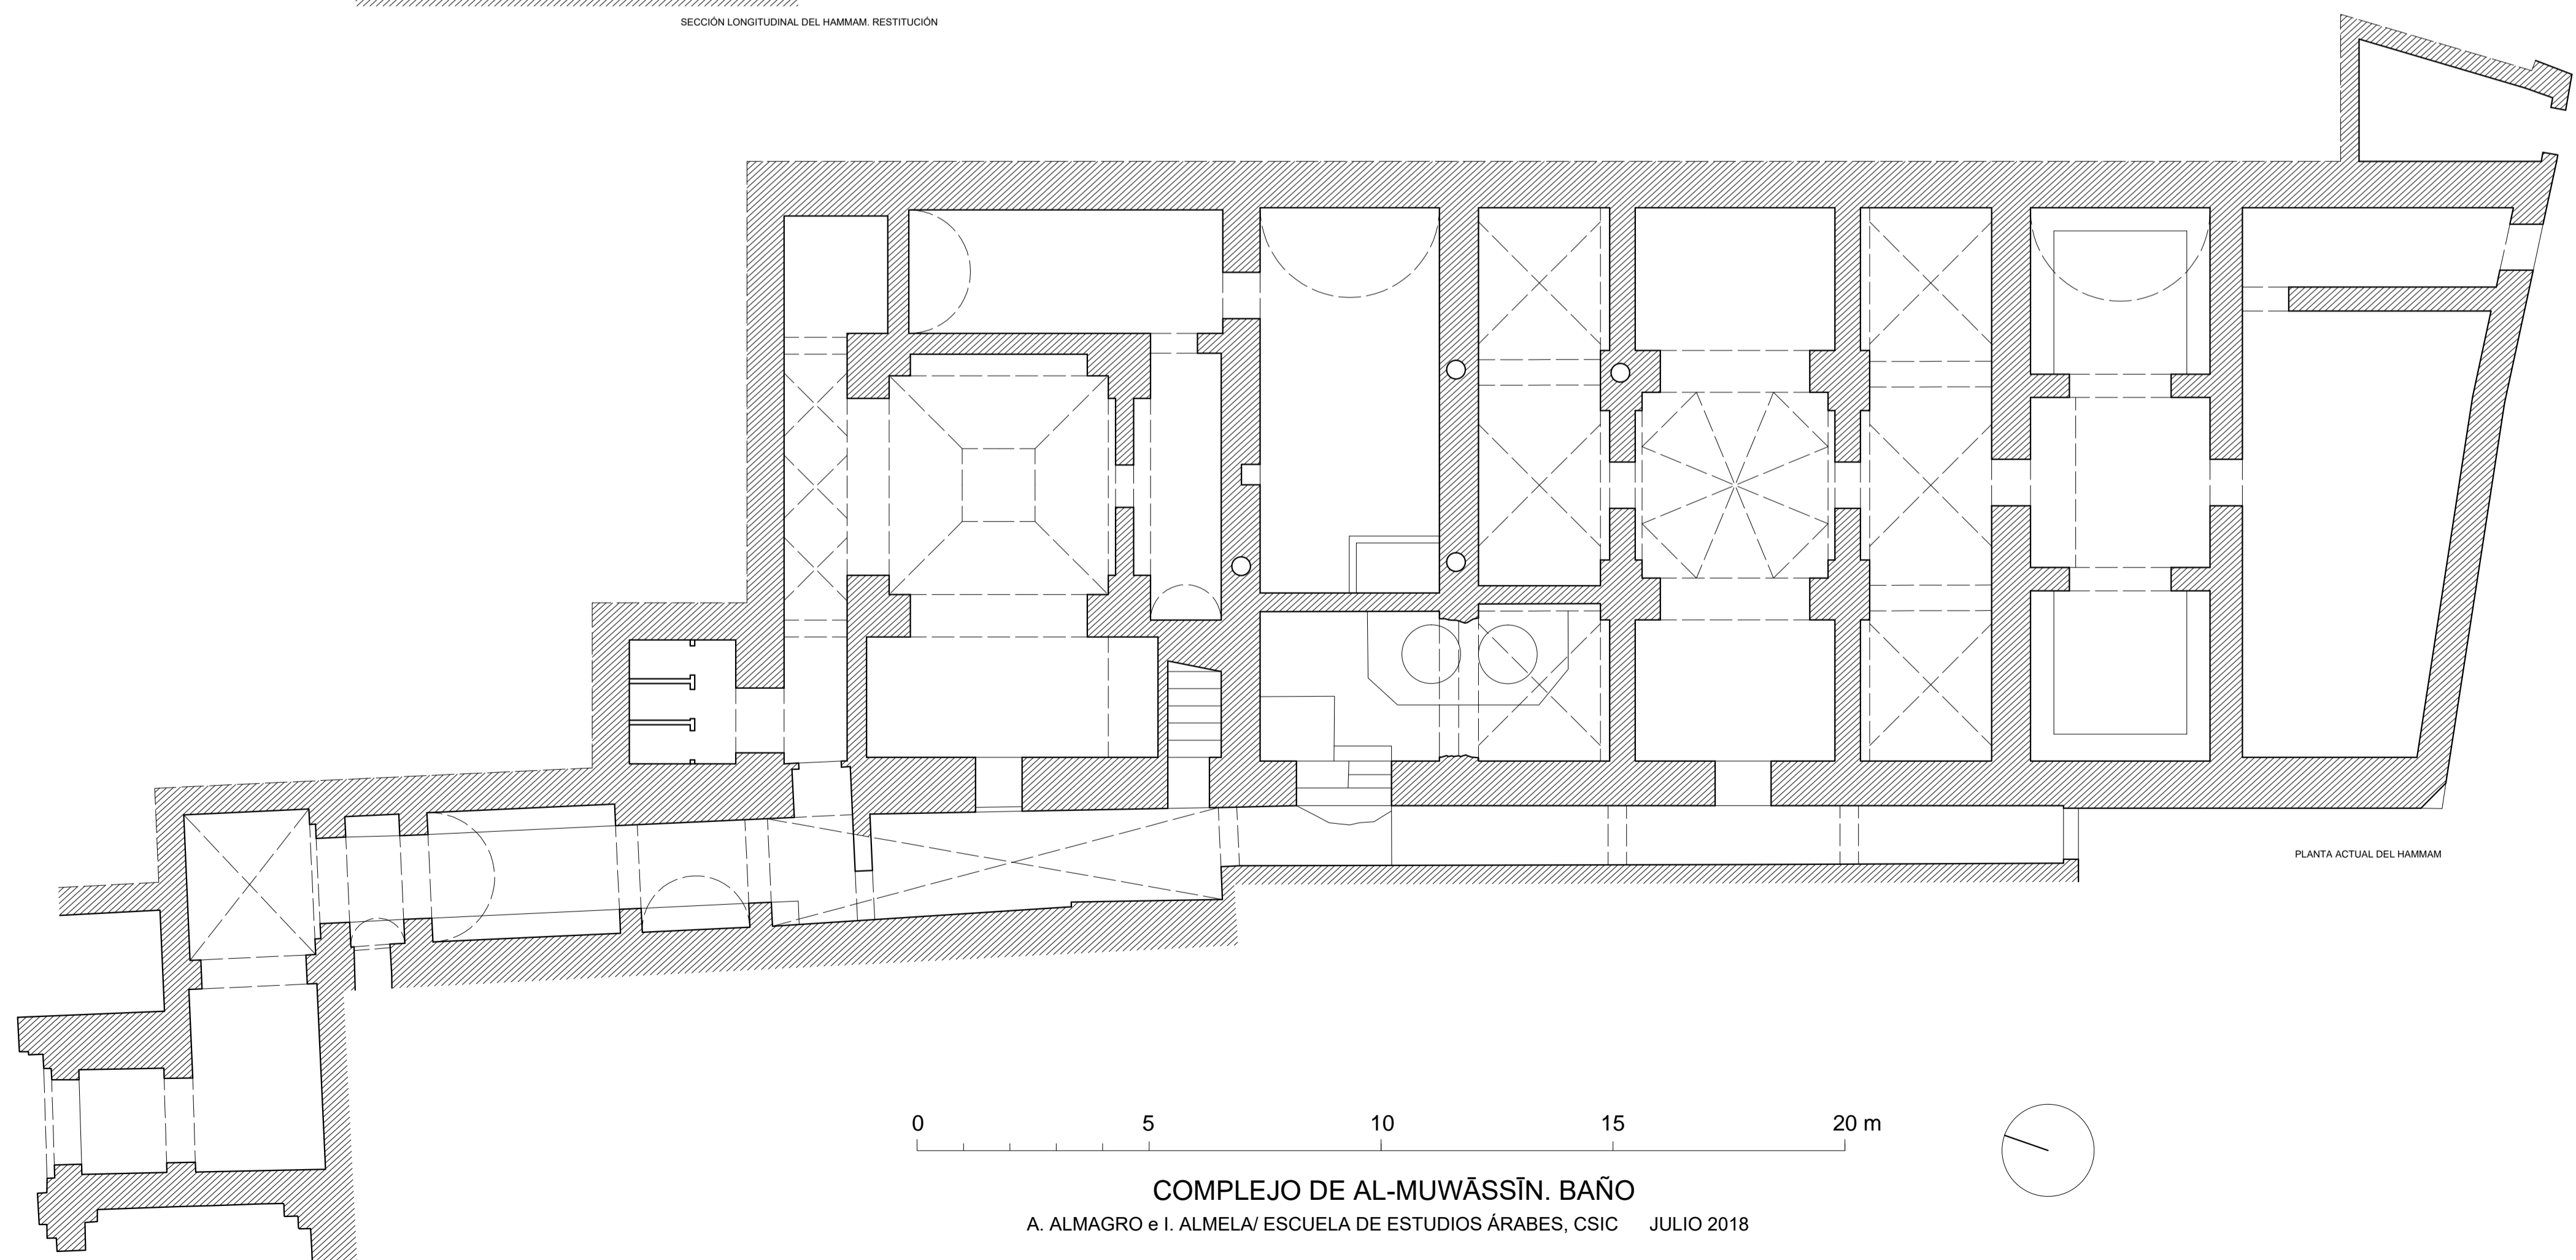 SECCIÓN LONGITUDINAL DEL HAMMAM. RESTITUCIÓN
PLANTA ACTUAL DEL HAMMAM
0 5 10 15 20 m
COMPLEJO DE AL-MUWĀSSĪN. BAÑO
A. ALMAGRO e I. ALMELA/ ESCUELA DE ESTUDIOS ÁRABES, CSIC JULIO 2018